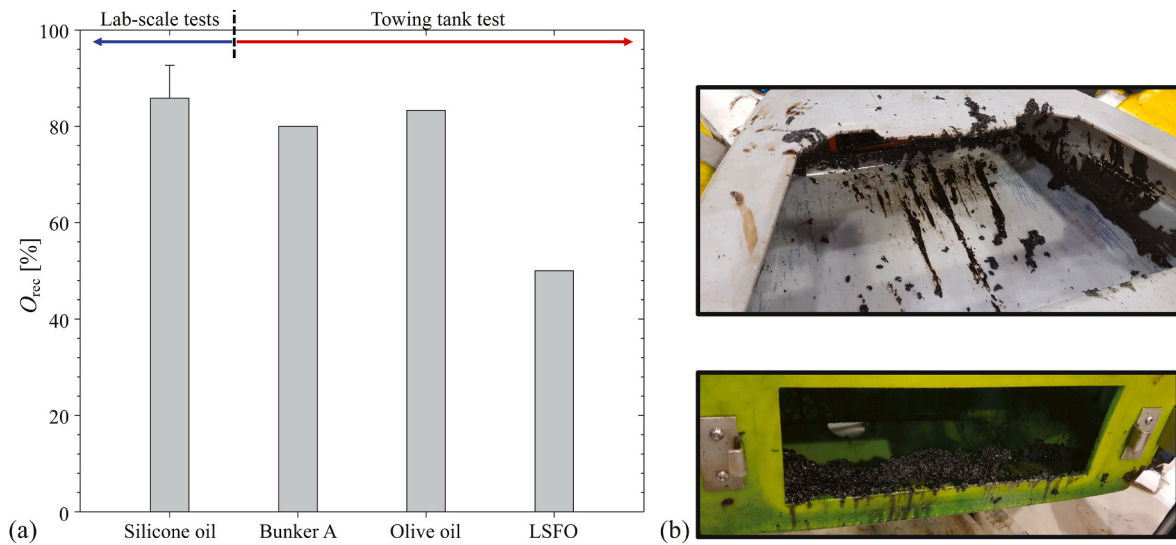 Lab-scale tests
Towing tank test
100
80
60
40
20
0
O_rec [%]
Silicone oil
Bunker A
Olive oil
LSFO
(a)
(b)